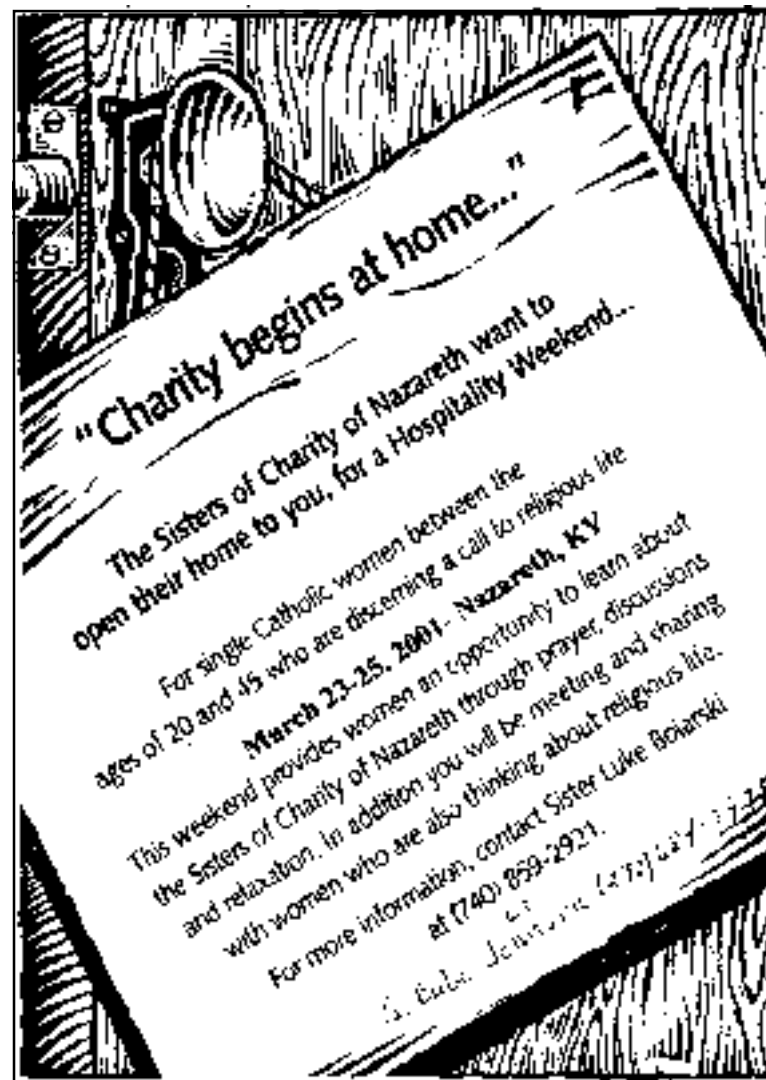 "Charity begins at home..."
The Sisters of Charity of Nazareth want to
open their home to you, for a Hospitality Weekend...
For single Catholic women between the
ages of 20 and 45 who are discerning a call to religious life
March 23-25, 2001- Nazareth, KY
This weekend provides women an opportunity to learn about
the Sisters of Charity of Nazareth through prayer, discussions
and relaxation. In addition you will be meeting and sharing
with women who are also thinking about religious life.
For more information, contact Sister Luke Boiarski
at (740) 859-2921.